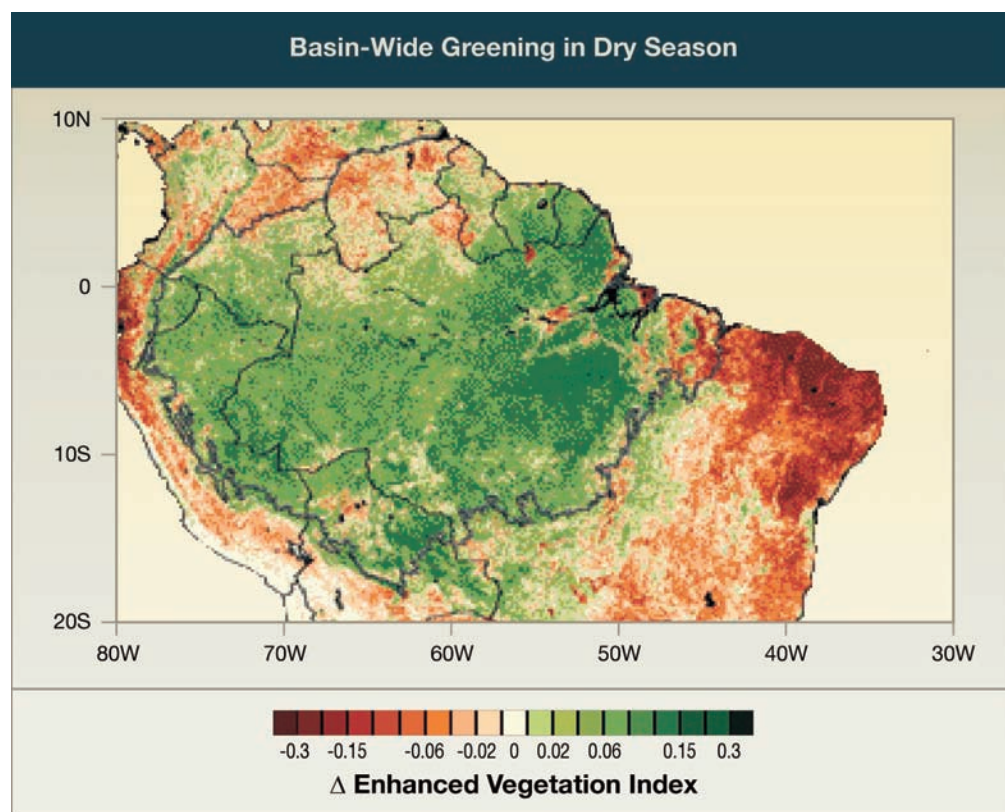 Basin-Wide Greening in Dry Season
10N
0
10S
20S
80W 70W 60W 50W 40W 30W
-0.3 -0.15 -0.06 -0.02 0 0.02 0.06 0.15 0.3
Δ Enhanced Vegetation Index